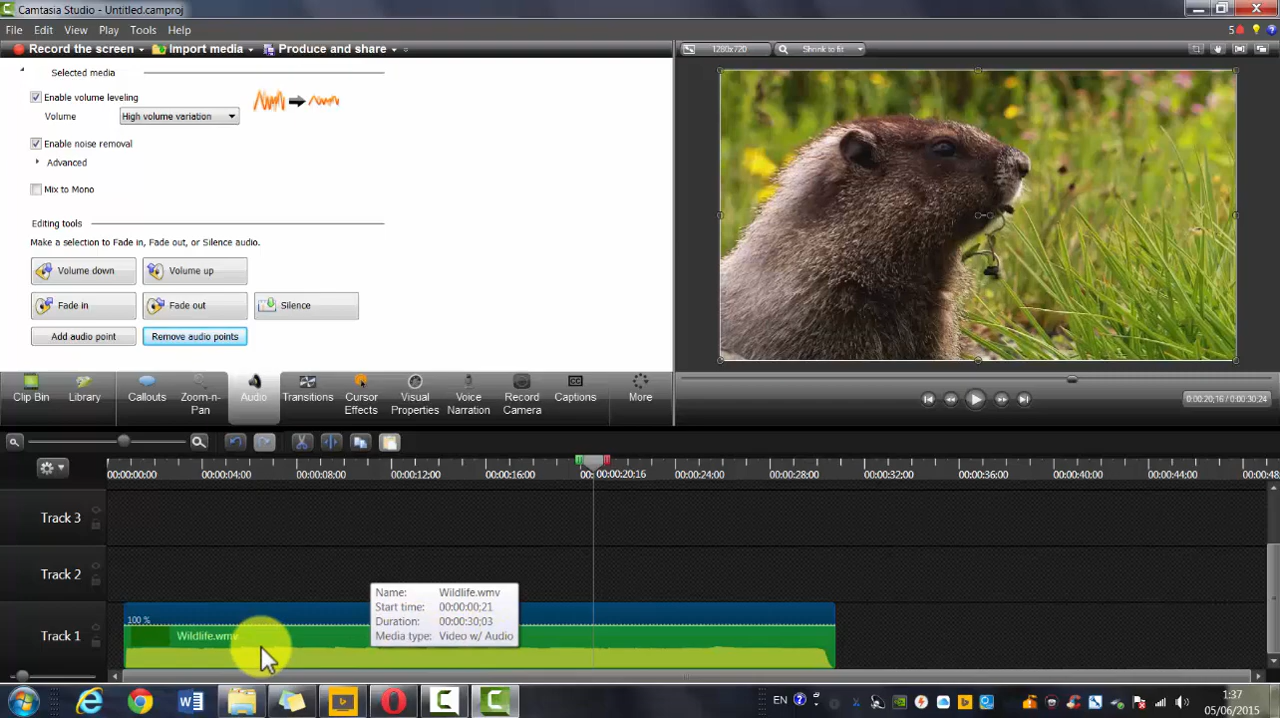 Camtasia Studio - Untitled.camproj
File Edit View Play Tools Help
5
Record the screen Import media Produce and share
1280x720 Shrink to fit
Selected media
Enable volume leveling
Volume High volume variation
Enable noise removal
Advanced
Mix to Mono
Editing tools
Make a selection to Fade in, Fade out, or Silence audio.
Volume down Volume up
Fade in Fade out Silence
Add audio point Remove audio points
Clip Bin Library Callouts Zoom-n-Pan Audio Transitions Cursor Effects Visual Properties Voice Narration Record Camera Captions More
0:00:20;16 / 0:00:30;24
00:00:00;00 00:00:04;00 00:00:08;00 00:00:12;00 00:00:16;00 00: 00:00:20;16 00:00:24;00 00:00:28;00 00:00:32;00 00:00:36;00 00:00:40;00 00:00:44;00 00:00:48;
Track 3
Track 2
Name: Wildlife.wmv
Start time: 00:00:00;21
Duration: 00:00:30;03
Media type: Video w/ Audio
100 %
Track 1 Wildlife.wmv
EN 1:37
05/06/2015